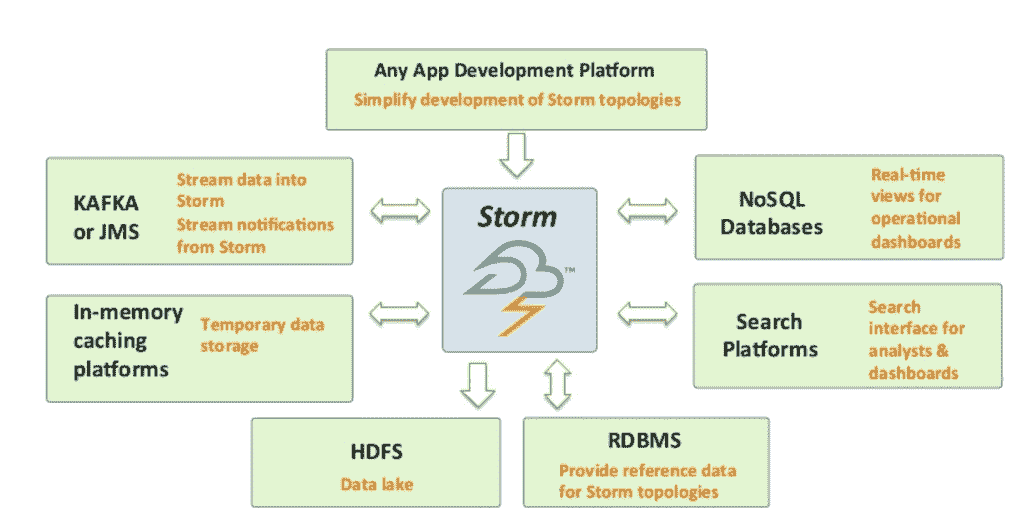 Any App Development Platform
Simplify development of Storm topologies
KAFKA
or JMS
Stream data into
Storm
Stream notifications
from Storm
Storm
™
NoSQL
Databases
Real-time
views for
operational
dashboards
In-memory
caching
platforms
Temporary data
storage
Search
Platforms
Search
interface for
analysts &
dashboards
HDFS
Data lake
RDBMS
Provide reference data
for Storm topologies